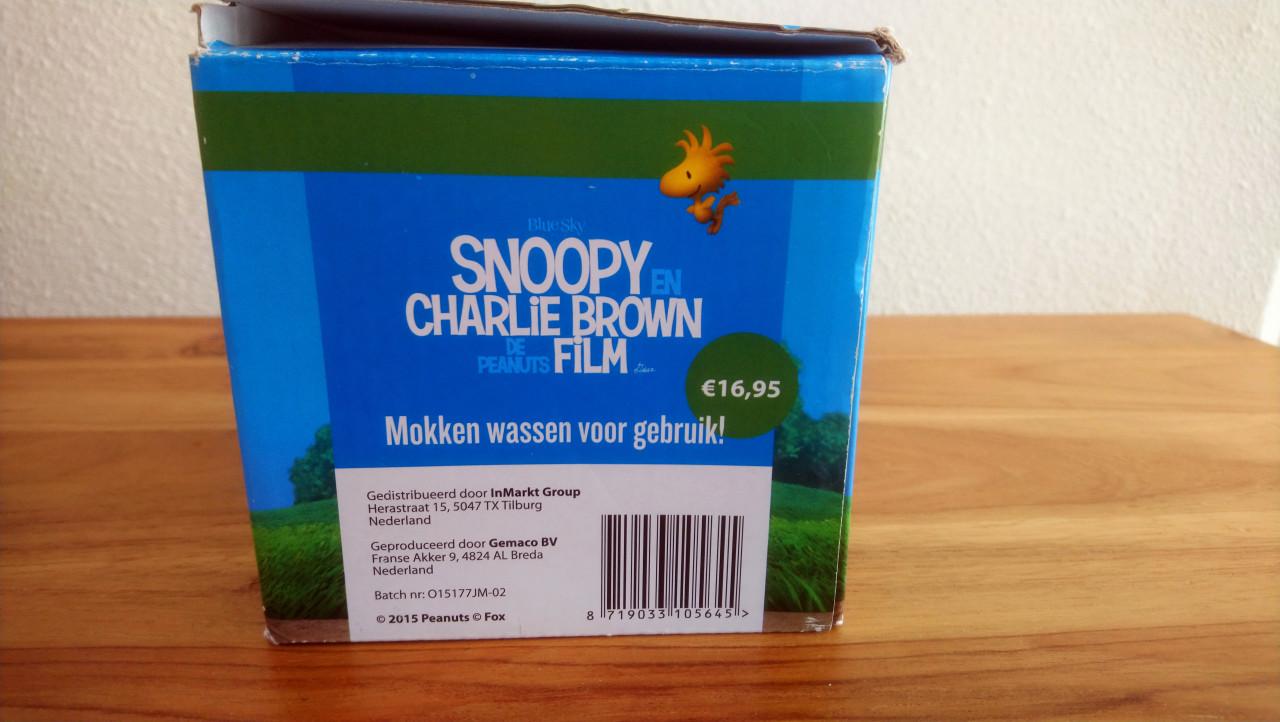 BlueSky
SNOOPY EN
CHARLiE BROWN
DE PEANUTS FiLM
€16,95
Mokken wassen voor gebruik!
Gedistribueerd door InMarkt Group
Herastraat 15, 5047 TX Tilburg
Nederland
Geproduceerd door Gemaco BV
Franse Akker 9, 4824 AL Breda
Nederland
Batch nr: O15177JM-02
© 2015 Peanuts © Fox
8 719033 105645 >